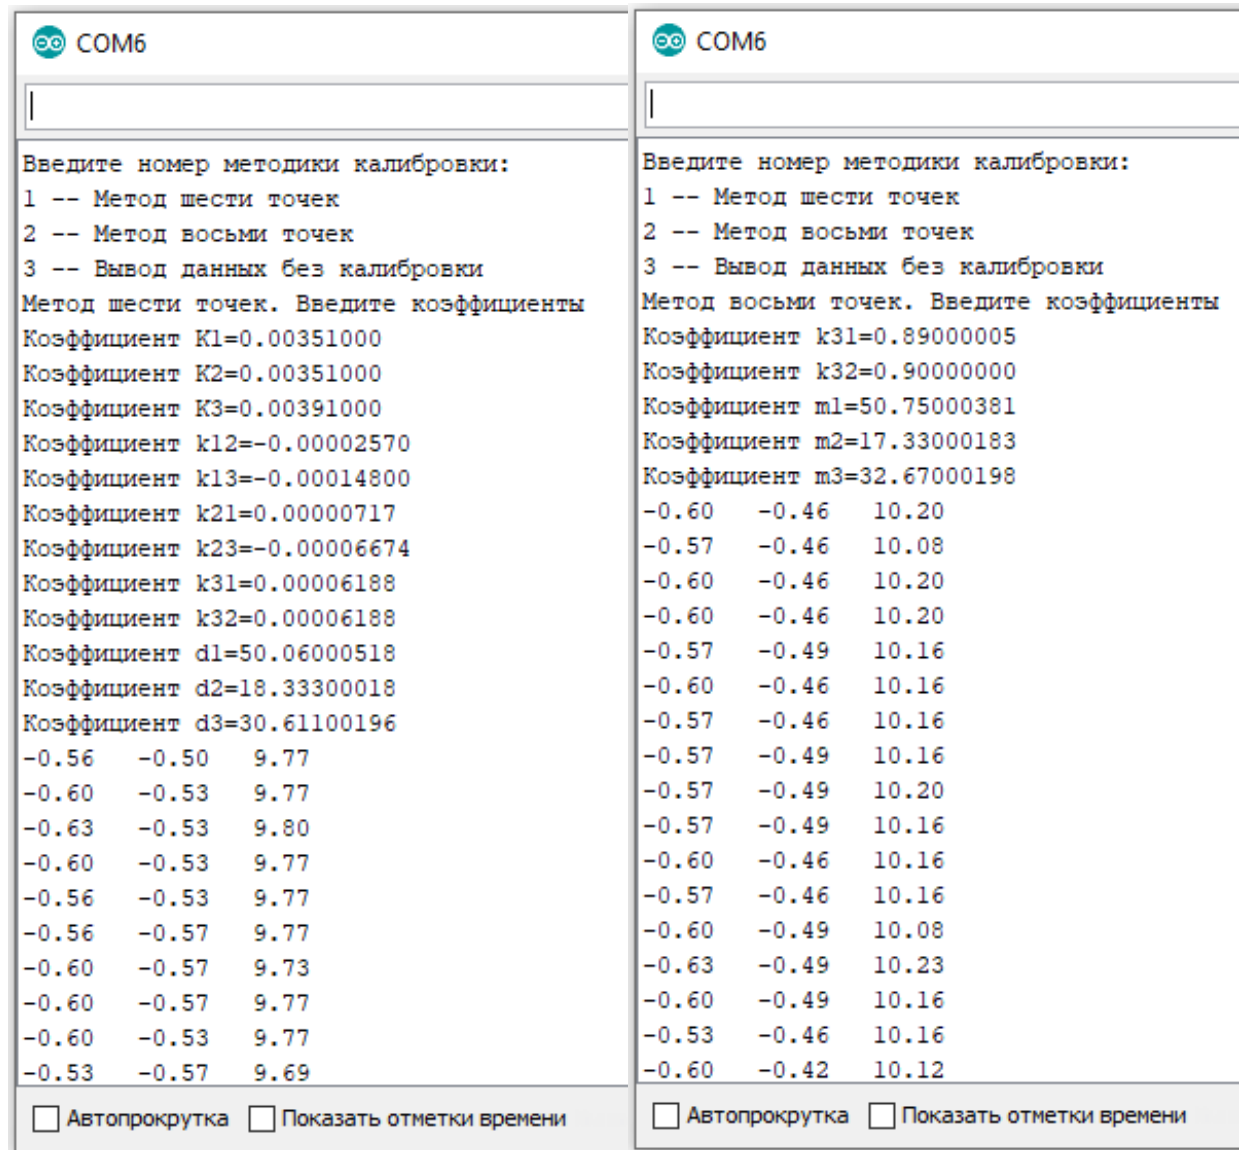 COM6
Введите номер методики калибровки:
1 -- Метод шести точек
2 -- Метод восьми точек
3 -- Вывод данных без калибровки
Метод шести точек. Введите коэффициенты
Коэффициент K1=0.00351000
Коэффициент K2=0.00351000
Коэффициент K3=0.00391000
Коэффициент k12=-0.00002570
Коэффициент k13=-0.00014800
Коэффициент k21=0.00000717
Коэффициент k23=-0.00006674
Коэффициент k31=0.00006188
Коэффициент k32=0.00006188
Коэффициент d1=50.06000518
Коэффициент d2=18.33300018
Коэффициент d3=30.61100196
-0.56 -0.50 9.77
-0.60 -0.53 9.77
-0.63 -0.53 9.80
-0.60 -0.53 9.77
-0.56 -0.53 9.77
-0.56 -0.57 9.77
-0.60 -0.57 9.73
-0.60 -0.57 9.77
-0.60 -0.53 9.77
-0.53 -0.57 9.69
Автопрокрутка Показать отметки времени
COM6
Введите номер методики калибровки:
1 -- Метод шести точек
2 -- Метод восьми точек
3 -- Вывод данных без калибровки
Метод восьми точек. Введите коэффициенты
Коэффициент k31=0.89000005
Коэффициент k32=0.90000000
Коэффициент m1=50.75000381
Коэффициент m2=17.33000183
Коэффициент m3=32.67000198
-0.60 -0.46 10.20
-0.57 -0.46 10.08
-0.60 -0.46 10.20
-0.60 -0.46 10.20
-0.57 -0.49 10.16
-0.60 -0.46 10.16
-0.57 -0.46 10.16
-0.57 -0.49 10.16
-0.57 -0.49 10.20
-0.57 -0.49 10.16
-0.60 -0.46 10.16
-0.57 -0.46 10.16
-0.60 -0.49 10.08
-0.63 -0.49 10.23
-0.60 -0.49 10.16
-0.53 -0.46 10.16
-0.60 -0.42 10.12
Автопрокрутка Показать отметки времени